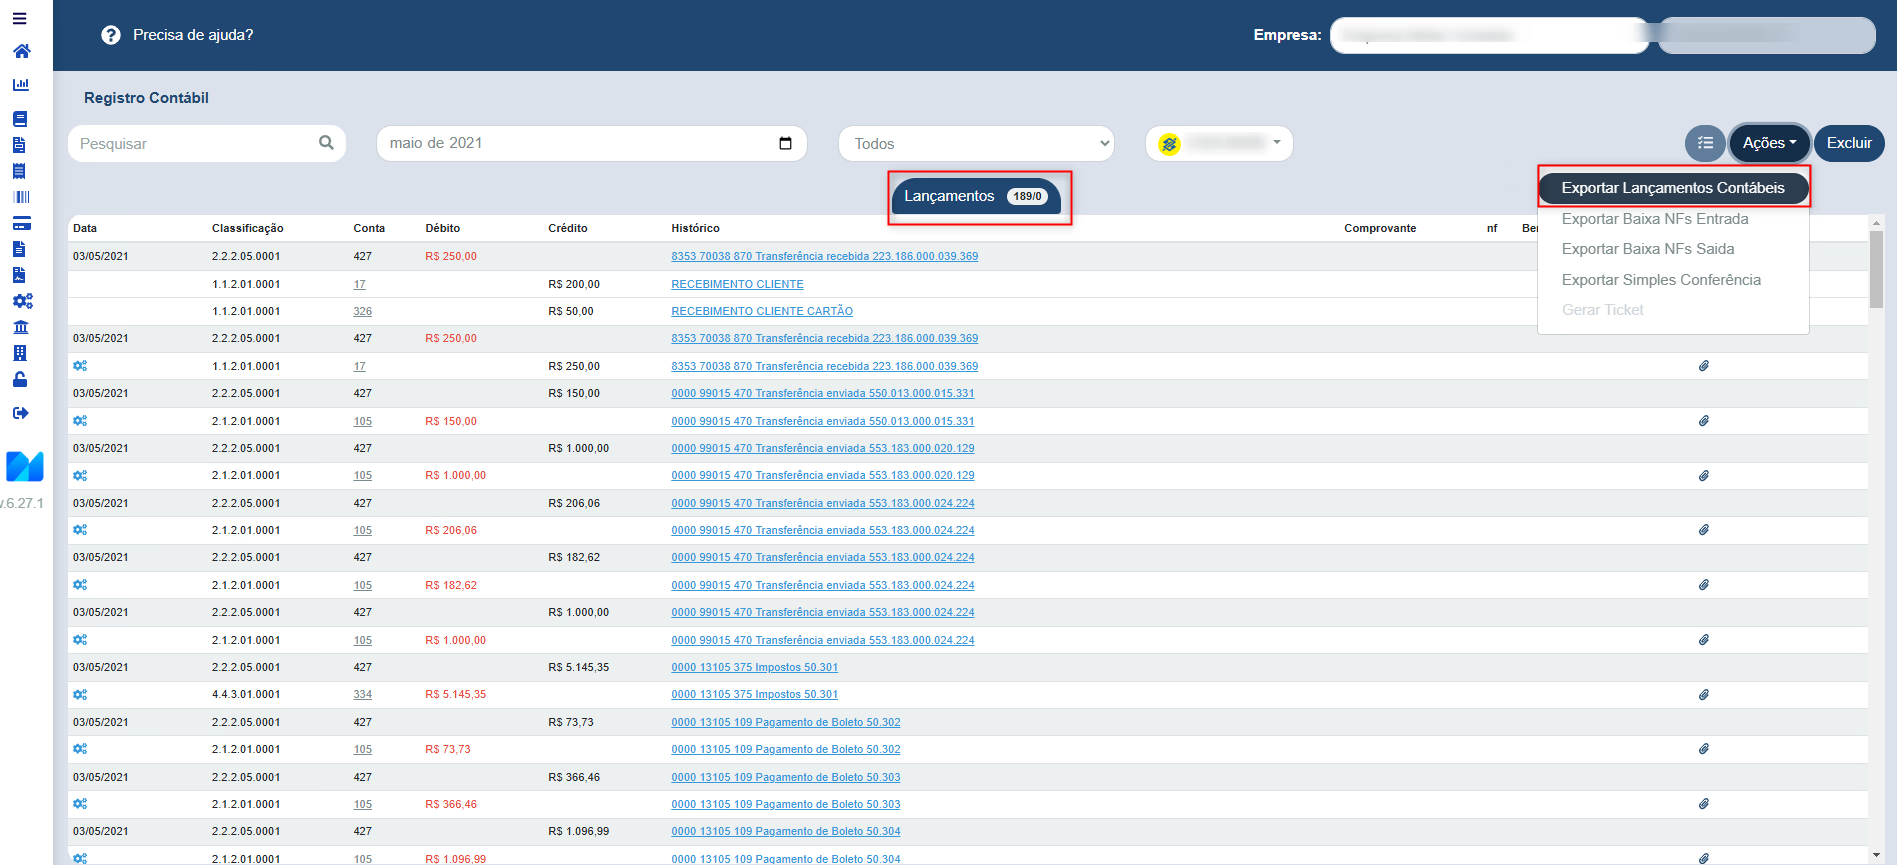 Precisa de ajuda?
Empresa:
Registro Contábil
Pesquisar
maio de 2021
Todos
Ações
Excluir
Lançamentos 189/0
Exportar Lançamentos Contábeis
Exportar Baixa NFs Entrada
Exportar Baixa NFs Saida
Exportar Simples Conferência
Gerar Ticket
Data Classificação Conta Débito Crédito Histórico Comprovante nf
03/05/2021 2.2.2.05.0001 427 R$ 250,00 8353 70038 870 Transferência recebida 223.186.000.039.369
1.1.2.01.0001 17 R$ 200,00 RECEBIMENTO CLIENTE
1.1.2.01.0001 326 R$ 50,00 RECEBIMENTO CLIENTE CARTÃO
03/05/2021 2.2.2.05.0001 427 R$ 250,00 8353 70038 870 Transferência recebida 223.186.000.039.369
1.1.2.01.0001 17 R$ 250,00 8353 70038 870 Transferência recebida 223.186.000.039.369
03/05/2021 2.2.2.05.0001 427 R$ 150,00 0000 99015 470 Transferência enviada 550.013.000.015.331
2.1.2.01.0001 105 R$ 150,00 0000 99015 470 Transferência enviada 550.013.000.015.331
03/05/2021 2.2.2.05.0001 427 R$ 1.000,00 0000 99015 470 Transferência enviada 553.183.000.020.129
2.1.2.01.0001 105 R$ 1.000,00 0000 99015 470 Transferência enviada 553.183.000.020.129
03/05/2021 2.2.2.05.0001 427 R$ 206,06 0000 99015 470 Transferência enviada 553.183.000.024.224
2.1.2.01.0001 105 R$ 206,06 0000 99015 470 Transferência enviada 553.183.000.024.224
03/05/2021 2.2.2.05.0001 427 R$ 182,62 0000 99015 470 Transferência enviada 553.183.000.024.224
2.1.2.01.0001 105 R$ 182,62 0000 99015 470 Transferência enviada 553.183.000.024.224
03/05/2021 2.2.2.05.0001 427 R$ 1.000,00 0000 99015 470 Transferência enviada 553.183.000.024.224
2.1.2.01.0001 105 R$ 1.000,00 0000 99015 470 Transferência enviada 553.183.000.024.224
03/05/2021 2.2.2.05.0001 427 R$ 5.145,35 0000 13105 375 Impostos 50.301
4.4.3.01.0001 334 R$ 5.145,35 0000 13105 375 Impostos 50.301
03/05/2021 2.2.2.05.0001 427 R$ 73,73 0000 13105 109 Pagamento de Boleto 50.302
2.1.2.01.0001 105 R$ 73,73 0000 13105 109 Pagamento de Boleto 50.302
03/05/2021 2.2.2.05.0001 427 R$ 366,46 0000 13105 109 Pagamento de Boleto 50.303
2.1.2.01.0001 105 R$ 366,46 0000 13105 109 Pagamento de Boleto 50.303
03/05/2021 2.2.2.05.0001 427 R$ 1.096,99 0000 13105 109 Pagamento de Boleto 50.304
2.1.2.01.0001 105 R$ 1.096,99 0000 13105 109 Pagamento de Boleto 50.304
.6.27.1